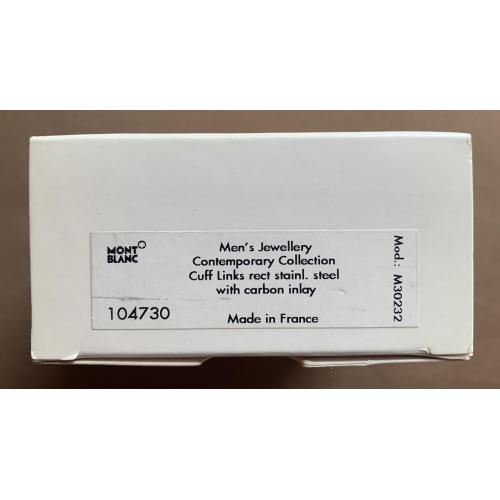 MONT
BLANC
104730
Men's Jewellery
Contemporary Collection
Cuff Links rect stainl. steel
with carbon inlay
Made in France
Mod.: M30232